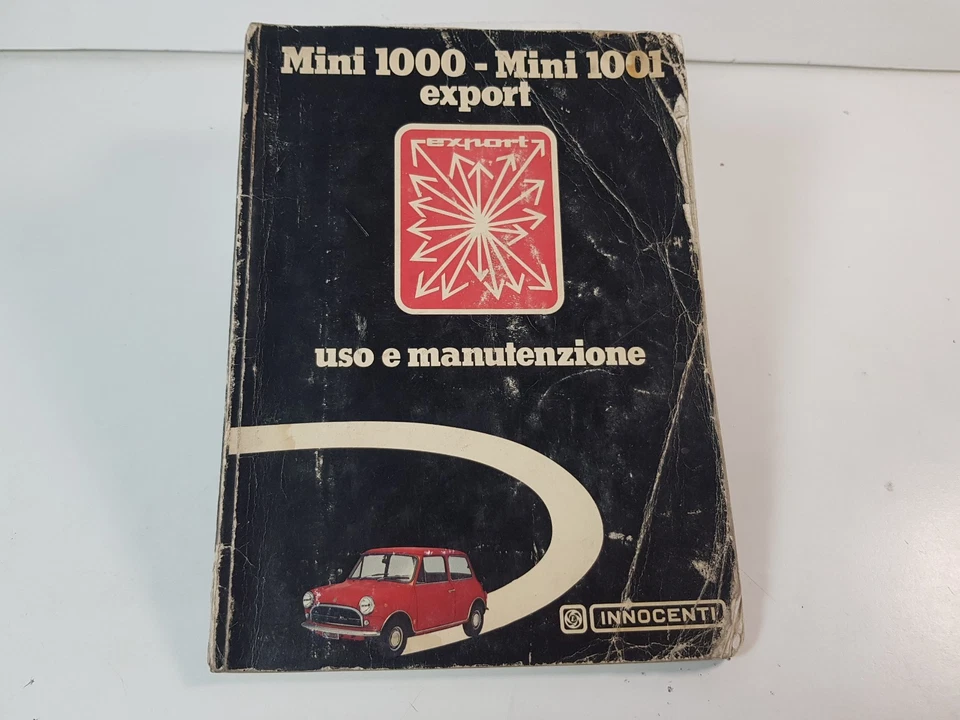 Mini 1000 - Mini 1001
export
export
uso e manutenzione
INNOCENTI